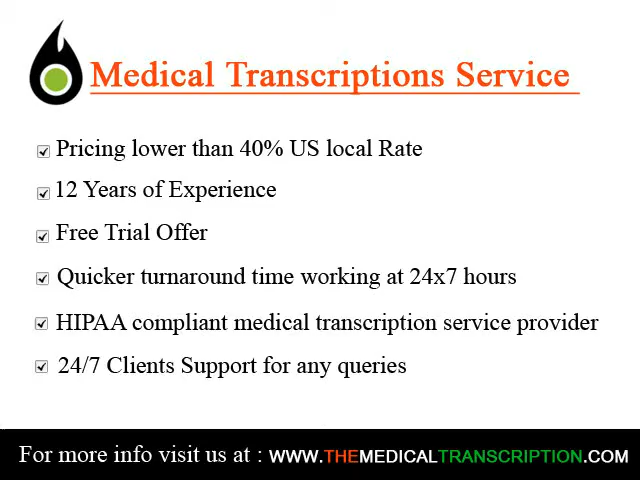 Medical Transcriptions Service
Pricing lower than 40% US local Rate
12 Years of Experience
Free Trial Offer
Quicker turnaround time working at 24x7 hours
HIPAA compliant medical transcription service provider
24/7 Clients Support for any queries
For more info visit us at : WWW.THEMEDICALTRANSCRIPTION.COM